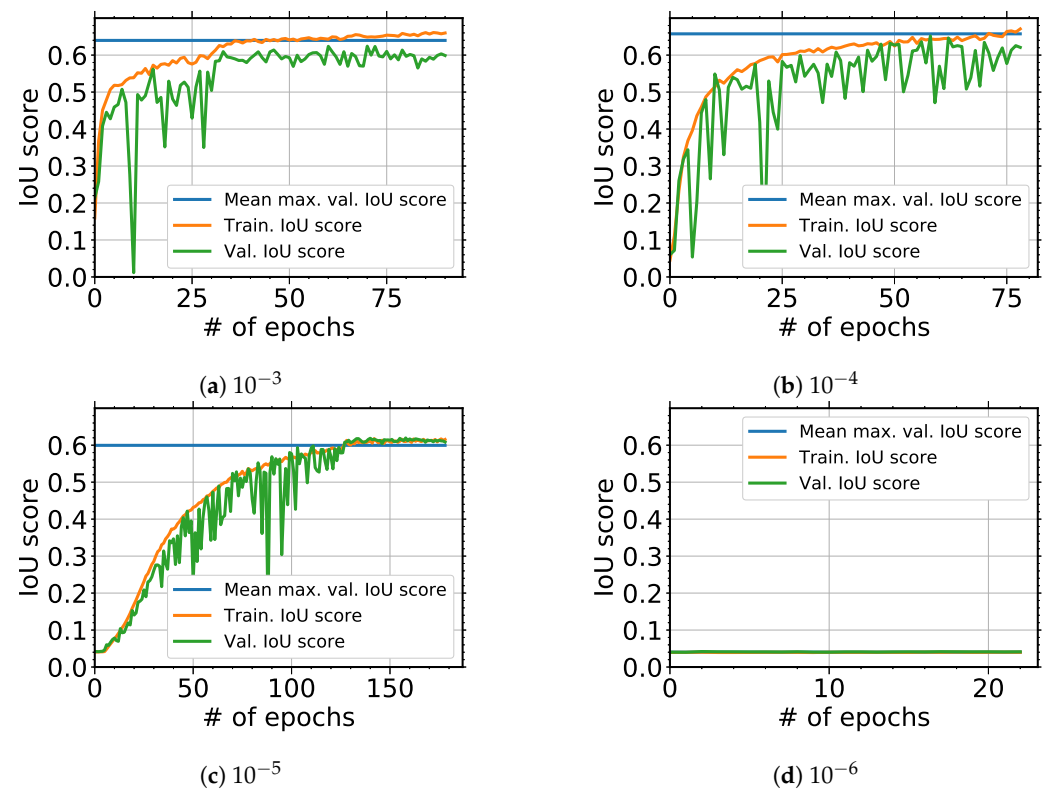 IoU score
0.6
0.5
0.4
0.3
0.2
0.1
0.0
Mean max. val. IoU score
Train. IoU score
Val. IoU score
0 25 50 75
# of epochs
(a) 10⁻³
IoU score
0.6
0.5
0.4
0.3
0.2
0.1
0.0
Mean max. val. IoU score
Train. IoU score
Val. IoU score
0 25 50 75
# of epochs
(b) 10⁻⁴
IoU score
0.6
0.5
0.4
0.3
0.2
0.1
0.0
Mean max. val. IoU score
Train. IoU score
Val. IoU score
0 50 100 150
# of epochs
(c) 10⁻⁵
IoU score
0.6
0.5
0.4
0.3
0.2
0.1
0.0
Mean max. val. IoU score
Train. IoU score
Val. IoU score
0 10 20
# of epochs
(d) 10⁻⁶